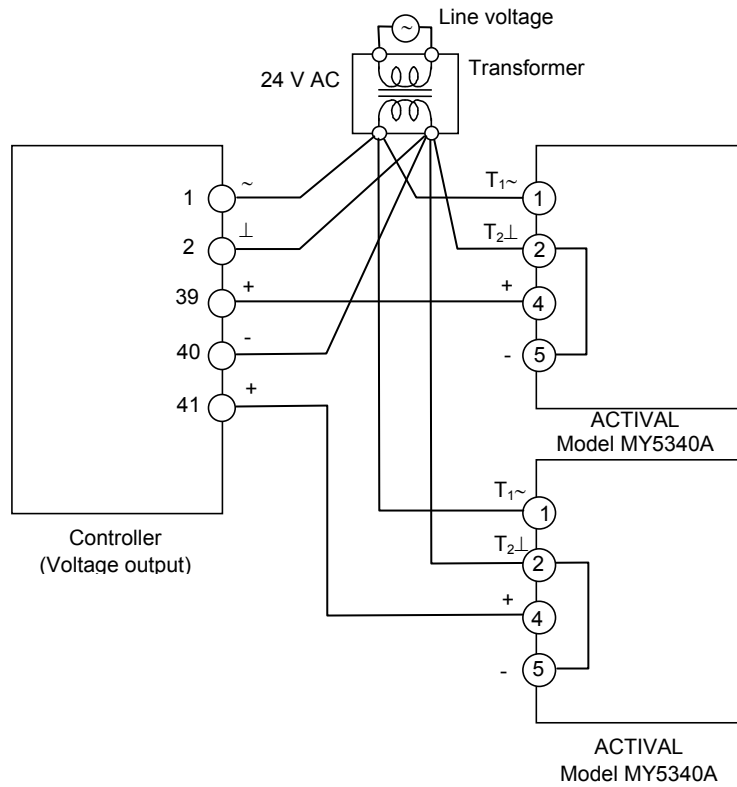 Line voltage
~
24 V AC
Transformer
1 ~
2 ⊥
39 +
40 -
41 +
Controller
(Voltage output)
T₁~ 1
T₂⊥ 2
+ 4
- 5
ACTIVAL
Model MY5340A
T₁~ 1
T₂⊥ 2
+ 4
- 5
ACTIVAL
Model MY5340A